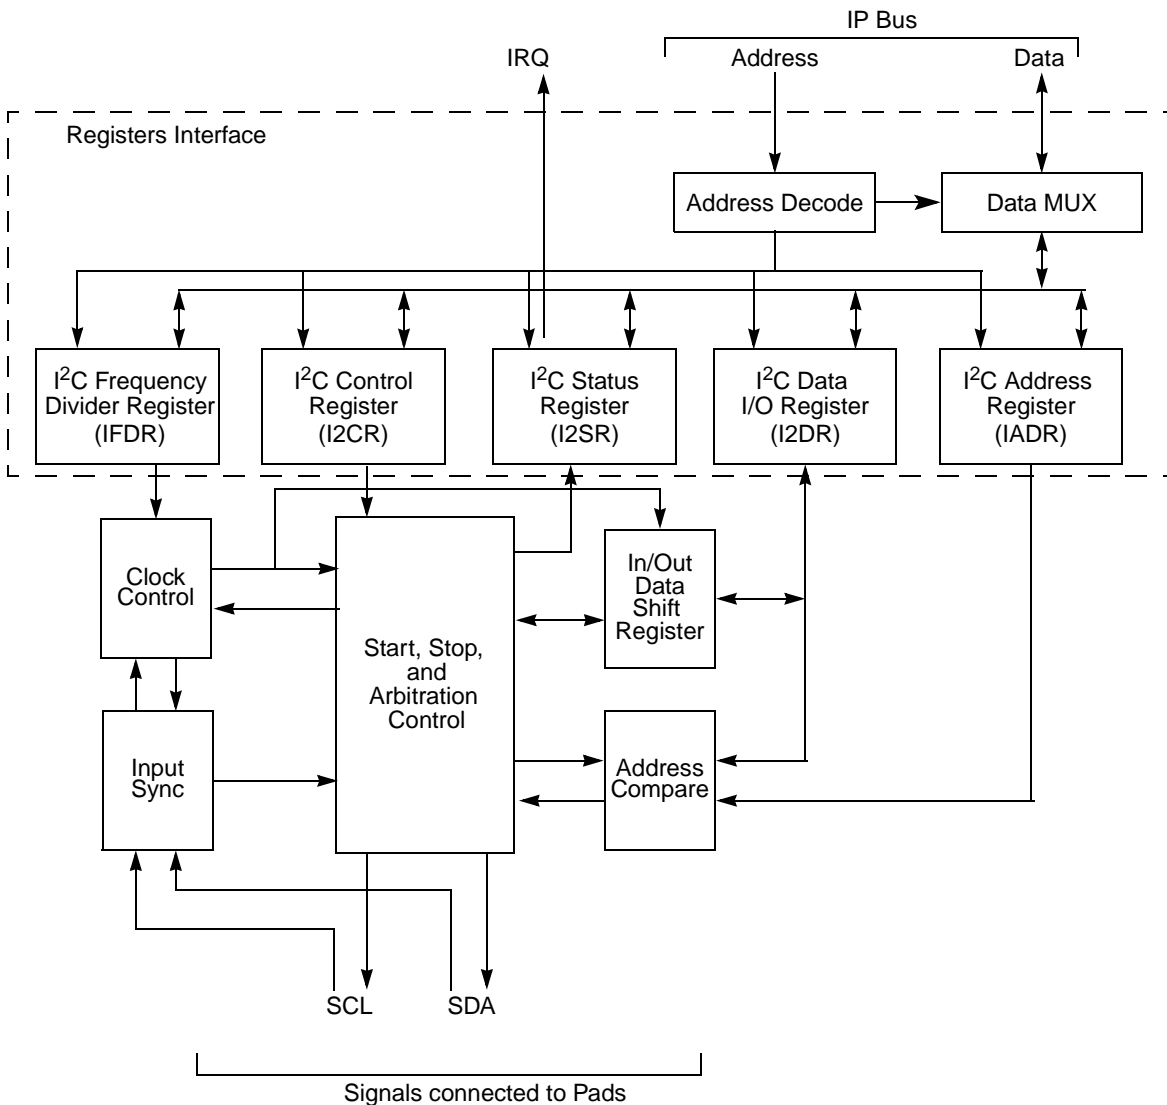 IP Bus
IRQ
Address
Data
Registers Interface
Address Decode
Data MUX
I²C Frequency
Divider Register
(IFDR)
I²C Control
Register
(I2CR)
I²C Status
Register
(I2SR)
I²C Data
I/O Register
(I2DR)
I²C Address
Register
(IADR)
Clock
Control
In/Out
Data
Shift
Register
Start, Stop,
and
Arbitration
Control
Input
Sync
Address
Compare
SCL
SDA
Signals connected to Pads